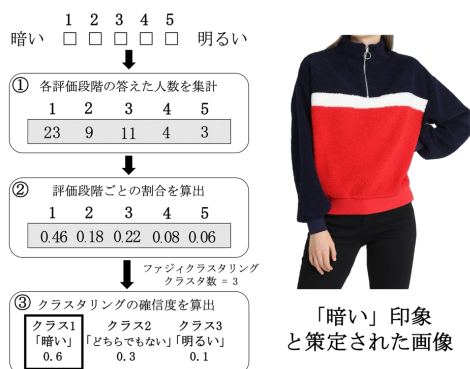 1 2 3 4 5
暗い □ □ □ □ □ 明るい
① 各評価段階の答えた人数を集計
1 2 3 4 5
23 9 11 4 3
② 評価段階ごとの割合を算出
1 2 3 4 5
0.46 0.18 0.22 0.08 0.06
ファジィクラスタリング
クラスタ数 = 3
③ クラスタリングの確信度を算出
クラス1 クラス2 クラス3
「暗い」 「どちらでもない」 「明るい」
0.6 0.3 0.1
「暗い」印象
と策定された画像